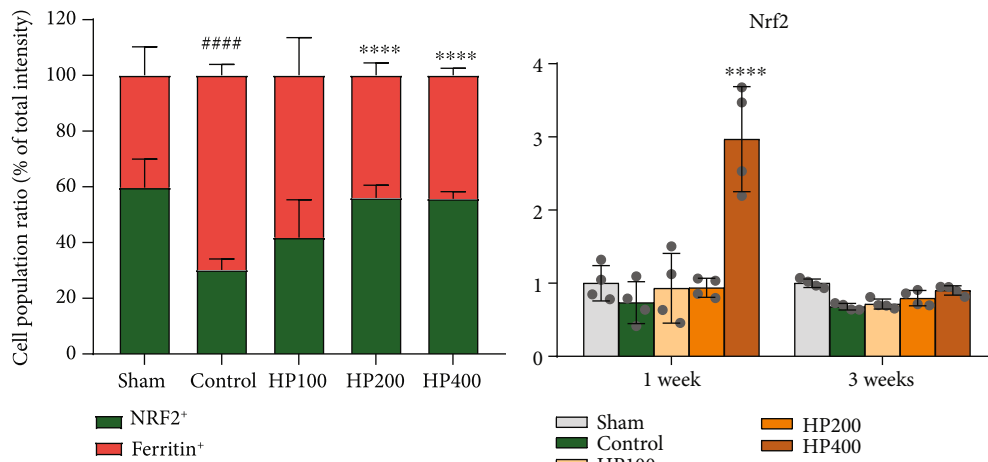 Cell population ratio (% of total intensity)
120
100
80
60
40
20
0
####
****
****
Sham
Control
HP100
HP200
HP400
NRF2⁺
Ferritin⁺
Nrf2
4
3
2
1
0
****
1 week
3 weeks
Sham
Control
HP100
HP200
HP400